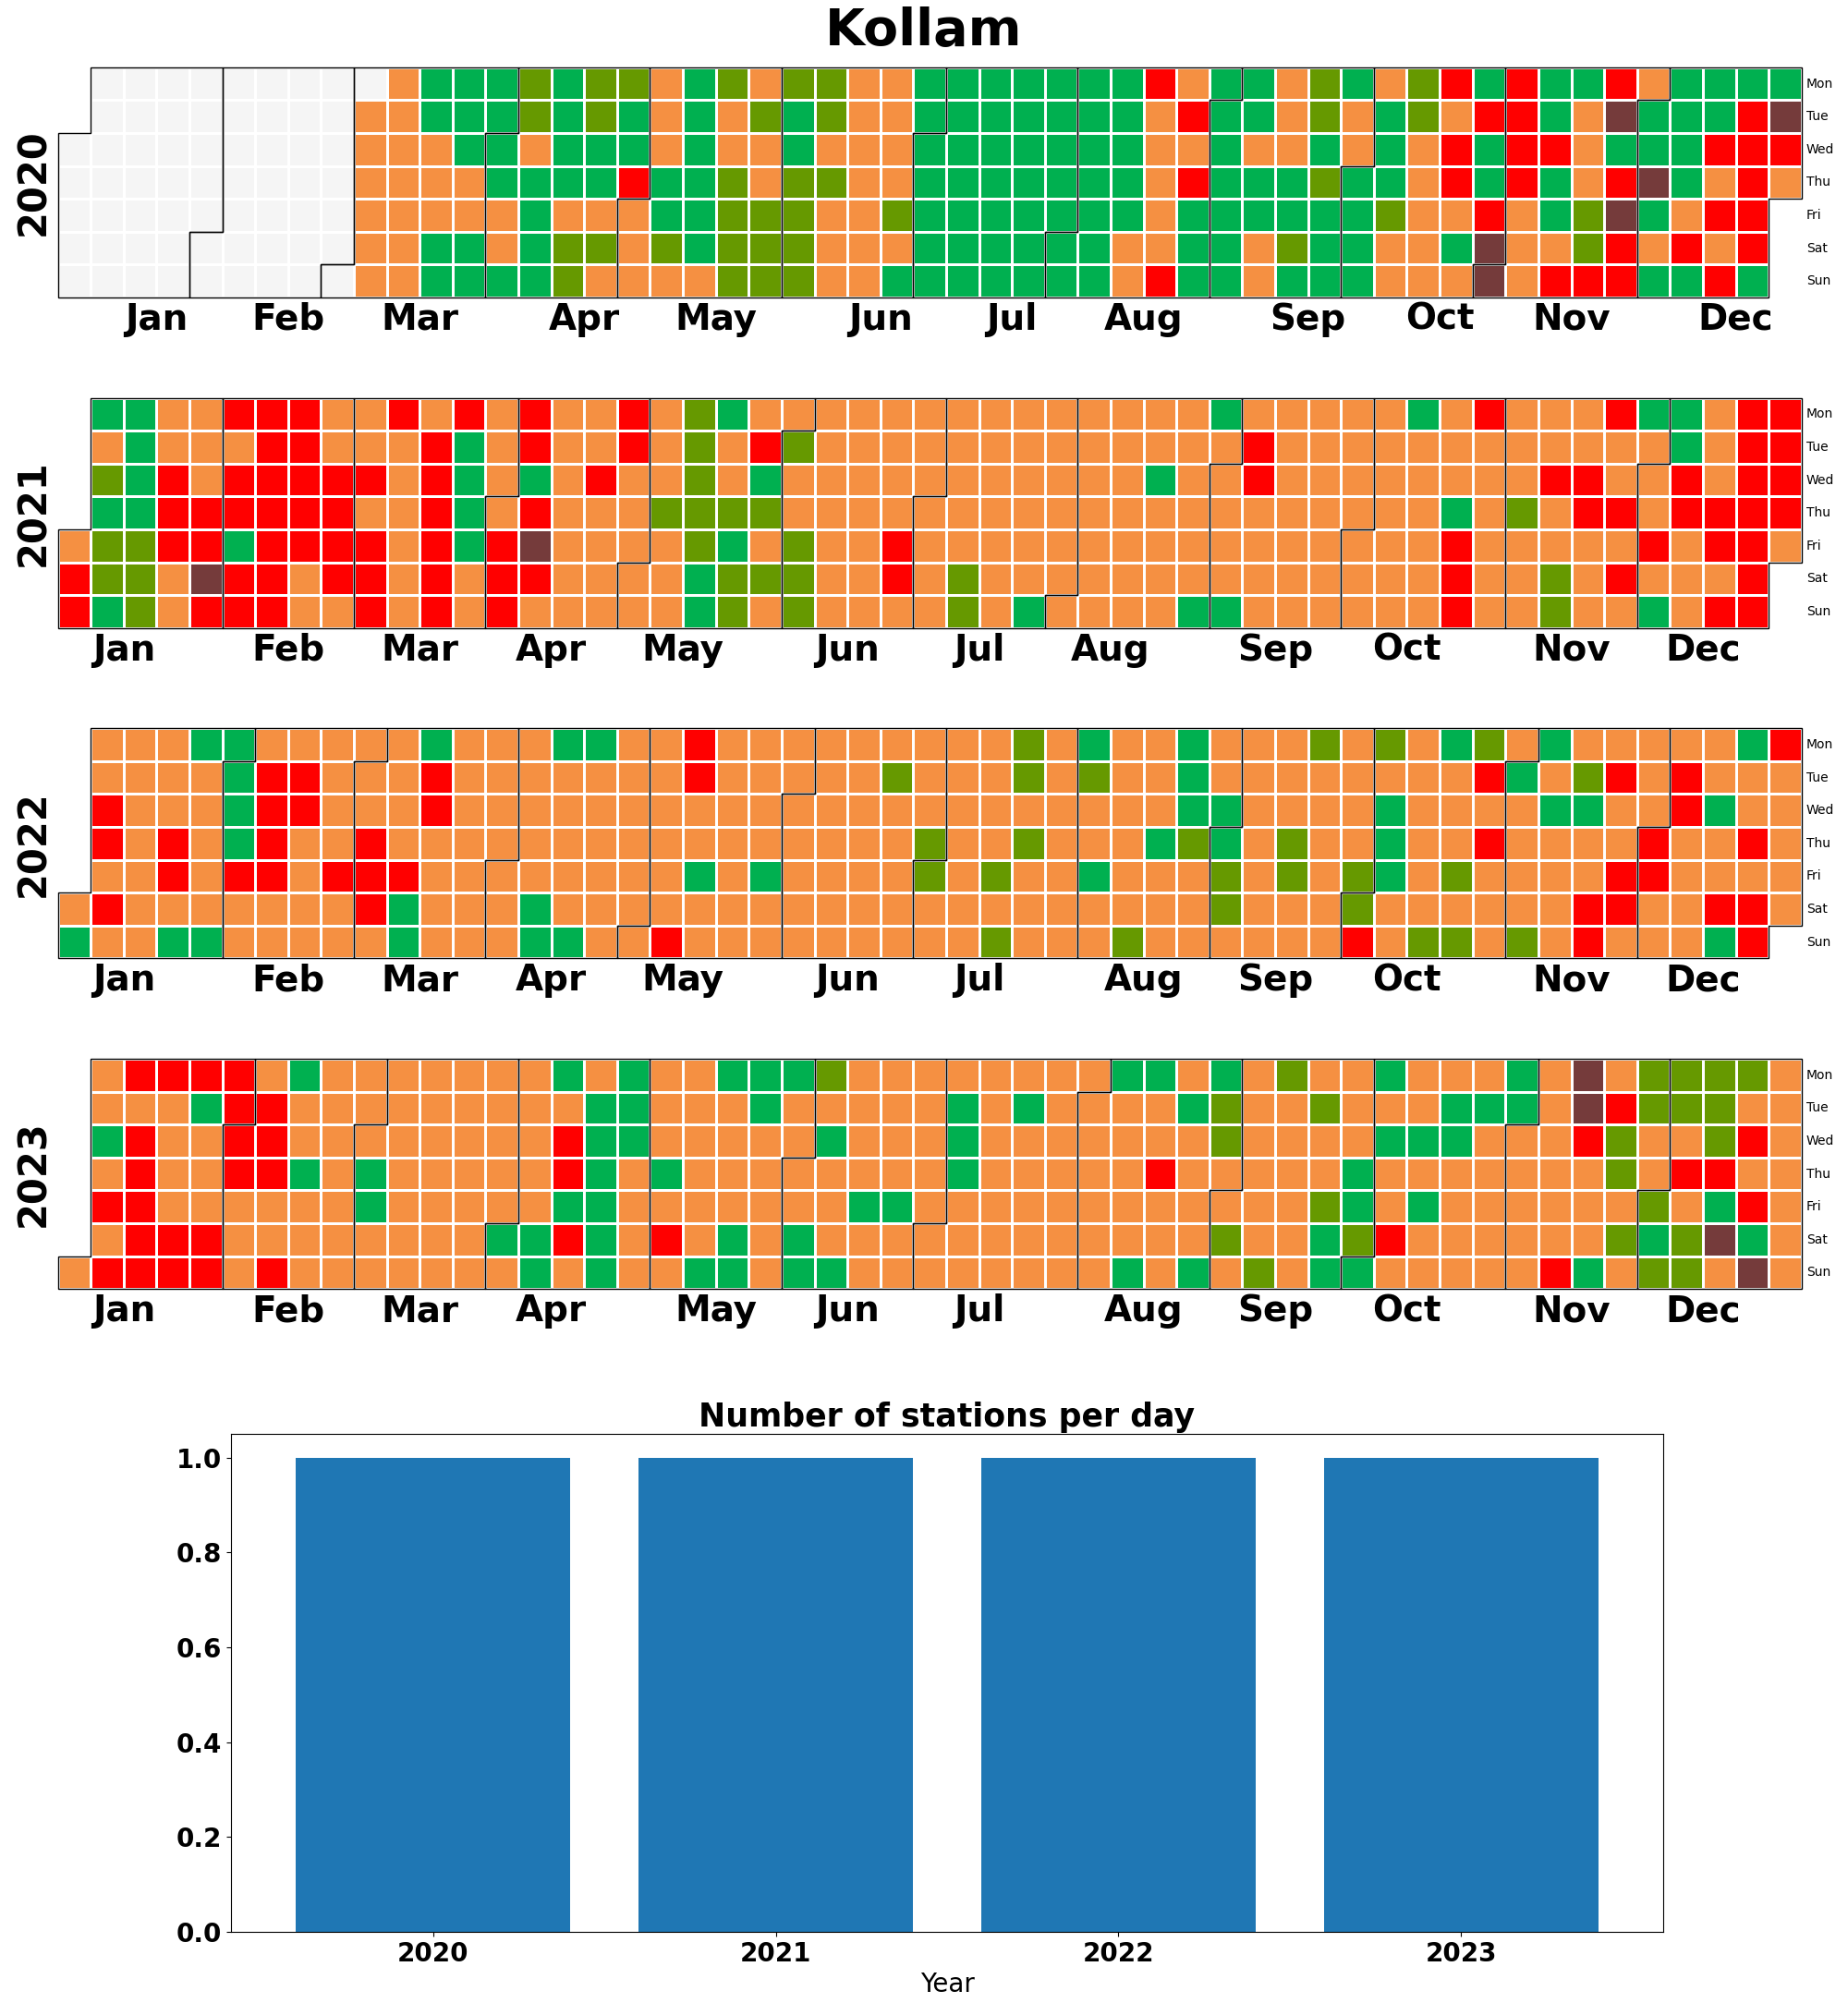 Kollam
2020
Mon
Tue
Wed
Thu
Fri
Sat
Sun
Jan Feb Mar Apr May Jun Jul Aug Sep Oct Nov Dec
2021
Mon
Tue
Wed
Thu
Fri
Sat
Sun
Jan Feb Mar Apr May Jun Jul Aug Sep Oct Nov Dec
2022
Mon
Tue
Wed
Thu
Fri
Sat
Sun
Jan Feb Mar Apr May Jun Jul Aug Sep Oct Nov Dec
2023
Mon
Tue
Wed
Thu
Fri
Sat
Sun
Jan Feb Mar Apr May Jun Jul Aug Sep Oct Nov Dec
Number of stations per day
1.0
0.8
0.6
0.4
0.2
0.0
2020 2021 2022 2023
Year